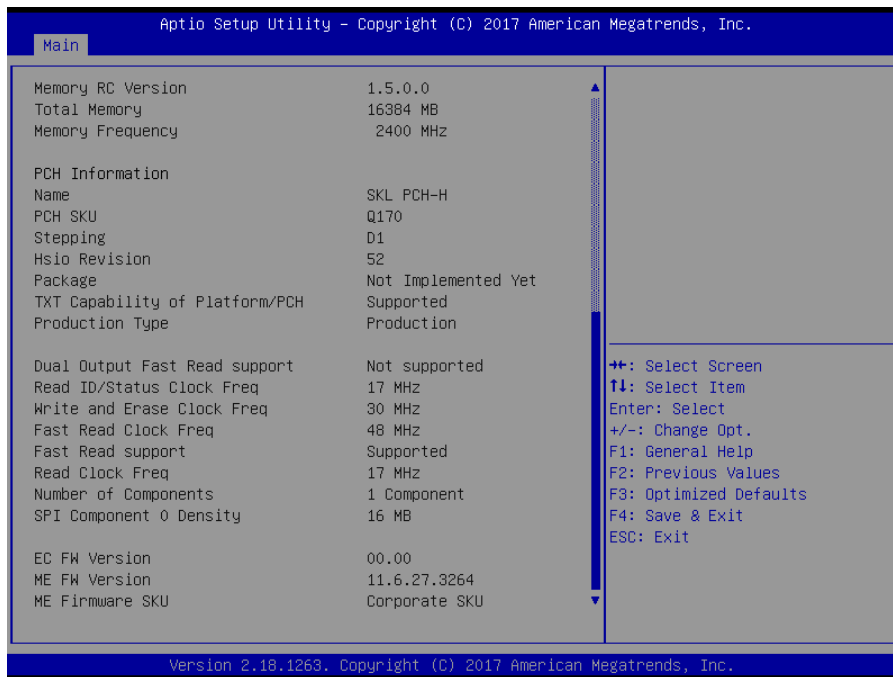 Aptio Setup Utility – Copyright (C) 2017 American Megatrends, Inc.
Main
Memory RC Version 1.5.0.0
Total Memory 16384 MB
Memory Frequency 2400 MHz
PCH Information
Name SKL PCH-H
PCH SKU Q170
Stepping D1
Hsio Revision 52
Package Not Implemented Yet
TXT Capability of Platform/PCH Supported
Production Type Production
Dual Output Fast Read support Not supported
Read ID/Status Clock Freq 17 MHz
Write and Erase Clock Freq 30 MHz
Fast Read Clock Freq 48 MHz
Fast Read support Supported
Read Clock Freq 17 MHz
Number of Components 1 Component
SPI Component 0 Density 16 MB
EC FW Version 00.00
ME FW Version 11.6.27.3264
ME Firmware SKU Corporate SKU
→←: Select Screen
↑↓: Select Item
Enter: Select
+/-: Change Opt.
F1: General Help
F2: Previous Values
F3: Optimized Defaults
F4: Save & Exit
ESC: Exit
Version 2.18.1263. Copyright (C) 2017 American Megatrends, Inc.